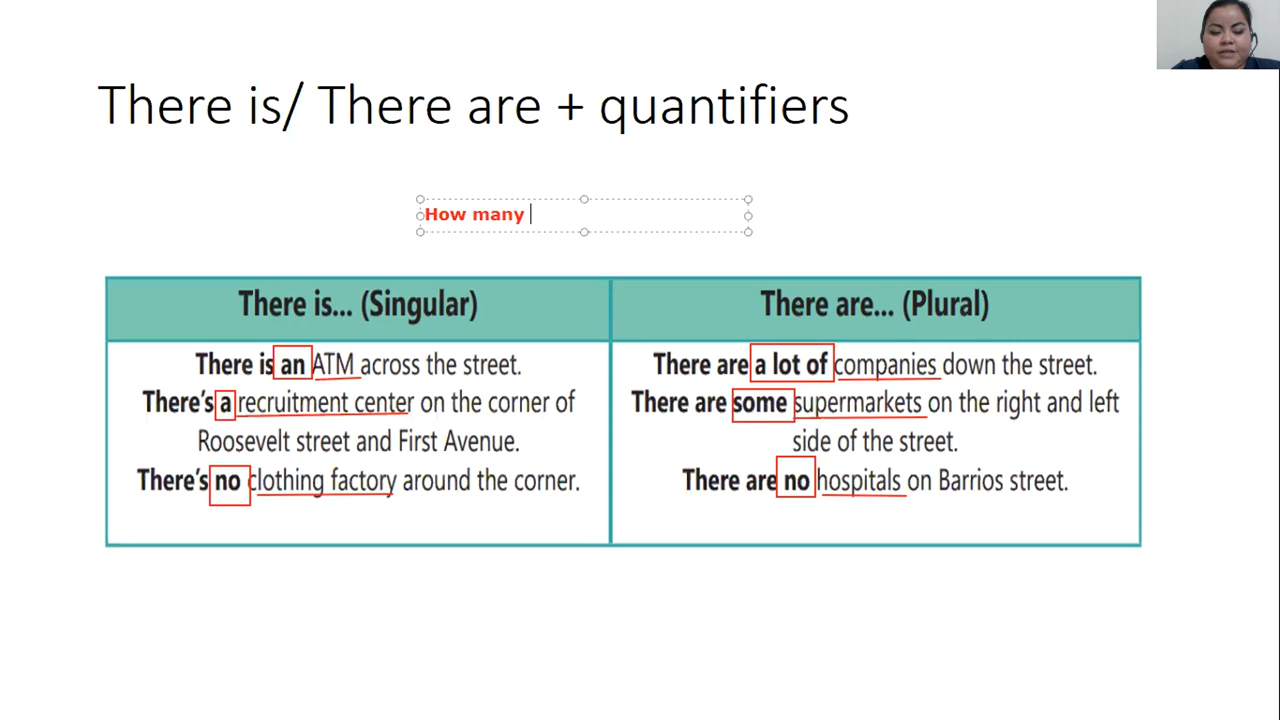 There is/ There are + quantifiers
How many
There is... (Singular)
There is an ATM across the street.
There's a recruitment center on the corner of
Roosevelt street and First Avenue.
There's no clothing factory around the corner.
There are... (Plural)
There are a lot of companies down the street.
There are some supermarkets on the right and left
side of the street.
There are no hospitals on Barrios street.